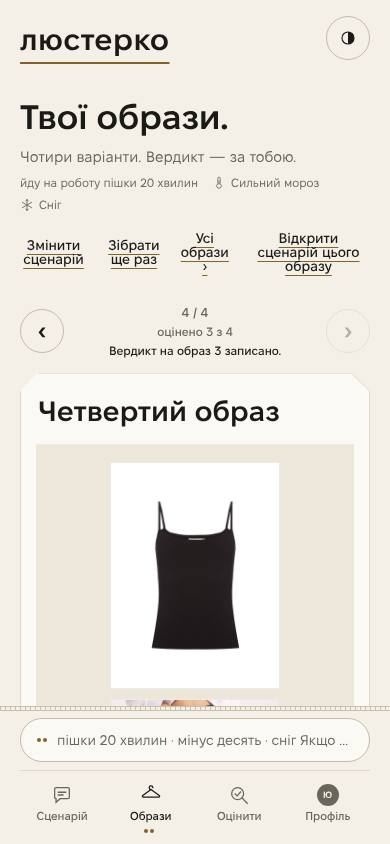 люстерко
Твої образи.
Чотири варіанти. Вердикт — за тобою.
йду на роботу пішки 20 хвилин Сильний мороз
Сніг
Змінити сценарій
Зібрати ще раз
Усі образи ›
Відкрити сценарій цього образу
4 / 4
оцінено 3 з 4
Вердикт на образ 3 записано.
Четвертий образ
пішки 20 хвилин · мінус десять · сніг Якщо ...
Сценарій Образи Оцінити Профіль
Ю